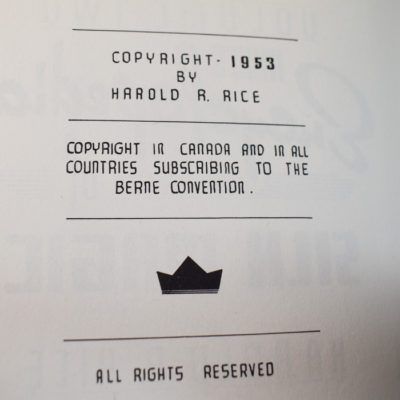 COPYRIGHT- 1953
BY
HAROLD R. RICE
COPYRIGHT IN CANADA AND IN ALL
COUNTRIES SUBSCRIBING TO THE
BERNE CONVENTION.
ALL RIGHTS RESERVED